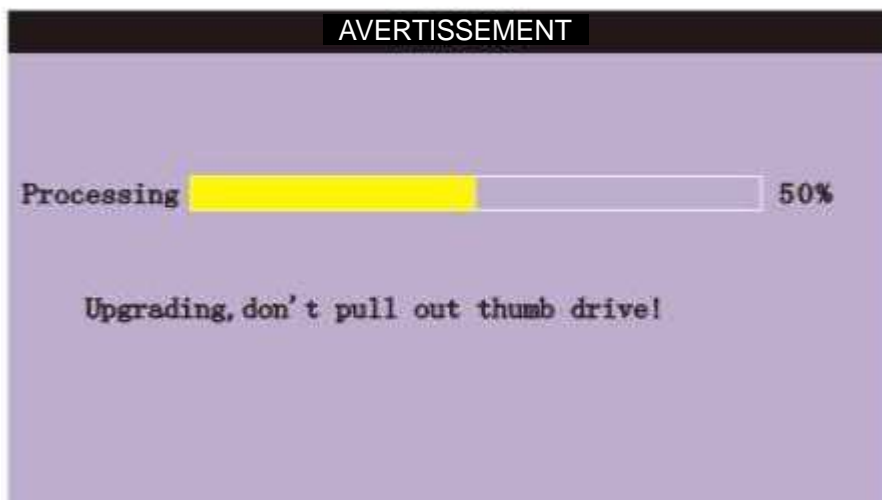 AVERTISSEMENT
Processing 50%
Upgrading,don't pull out thumb drive!